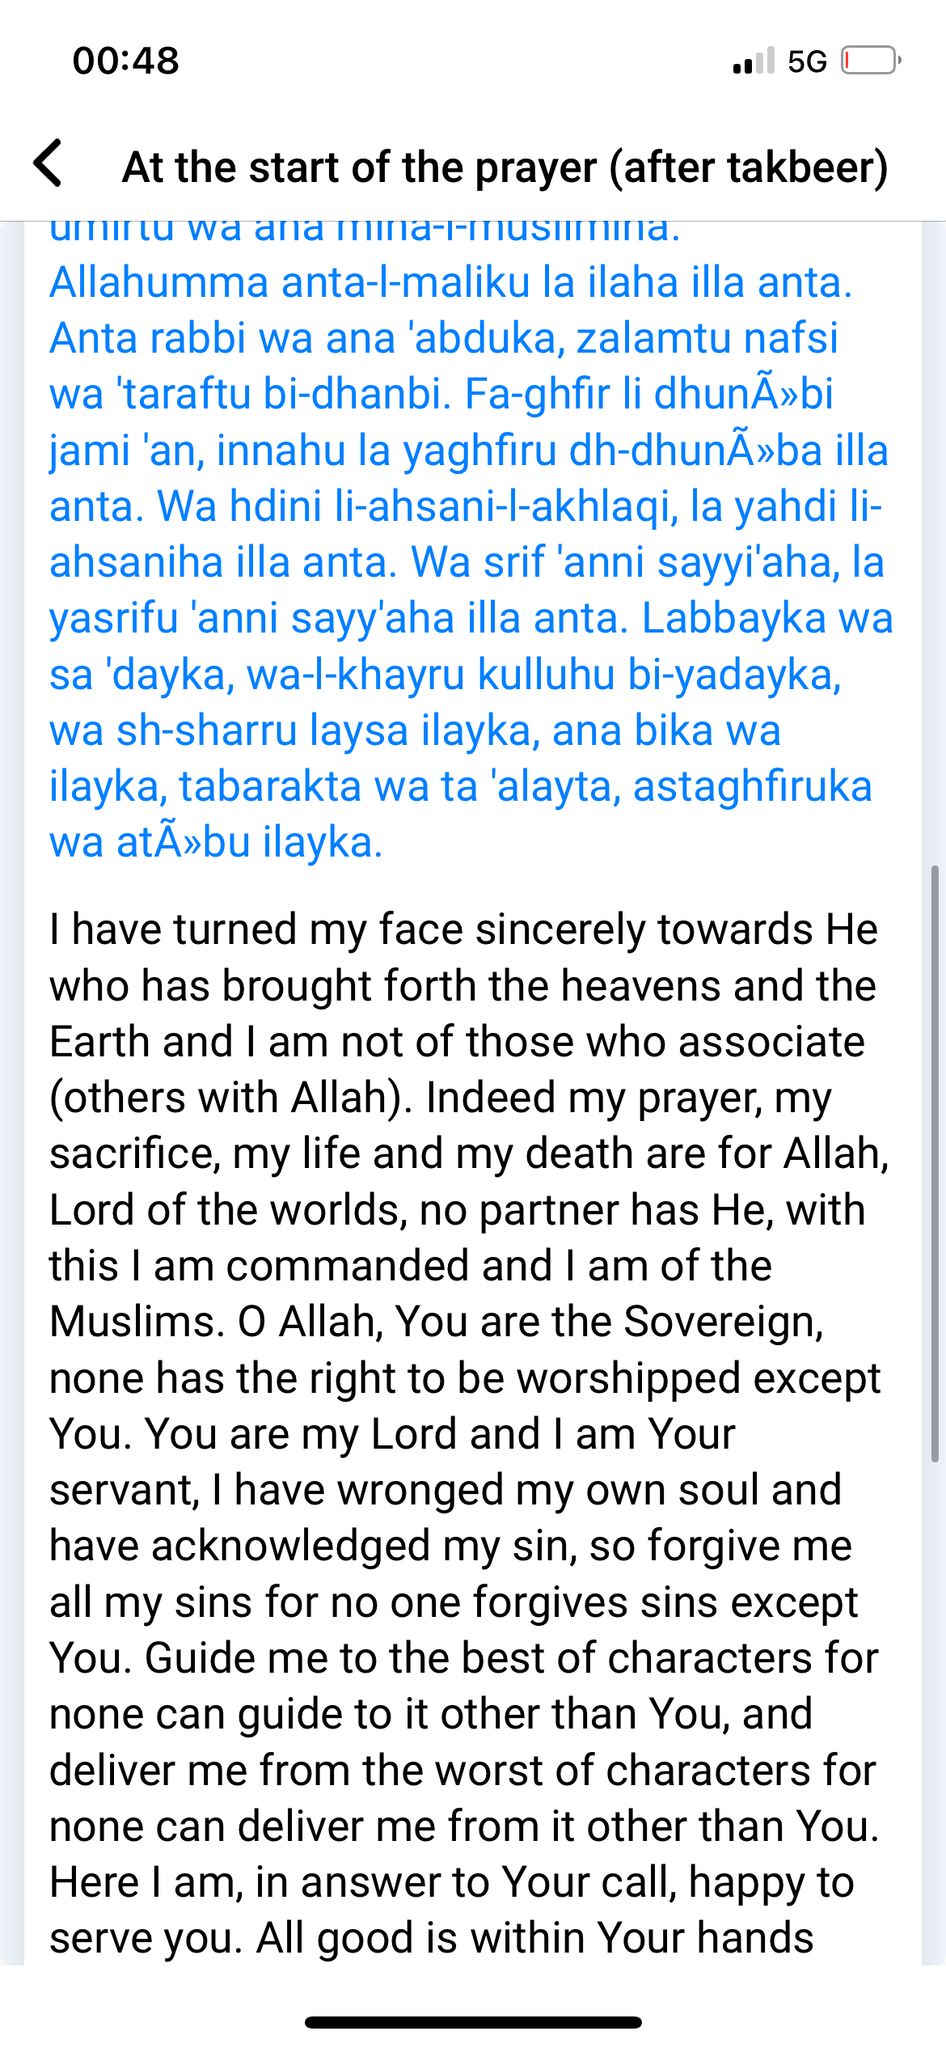 00:48
5G
At the start of the prayer (after takbeer)
umirtu wa ana mina-l-muslimina.
Allahumma anta-l-maliku la ilaha illa anta.
Anta rabbi wa ana 'abduka, zalamtu nafsi
wa 'taraftu bi-dhanbi. Fa-ghfir li dhunÃ»bi
jami 'an, innahu la yaghfiru dh-dhunÃ»ba illa
anta. Wa hdini li-ahsani-l-akhlaqi, la yahdi li-
ahsaniha illa anta. Wa srif 'anni sayyi'aha, la
yasrifu 'anni sayy'aha illa anta. Labbayka wa
sa 'dayka, wa-l-khayru kulluhu bi-yadayka,
wa sh-sharru laysa ilayka, ana bika wa
ilayka, tabarakta wa ta 'alayta, astaghfiruka
wa atÃ»bu ilayka.
I have turned my face sincerely towards He
who has brought forth the heavens and the
Earth and I am not of those who associate
(others with Allah). Indeed my prayer, my
sacrifice, my life and my death are for Allah,
Lord of the worlds, no partner has He, with
this I am commanded and I am of the
Muslims. O Allah, You are the Sovereign,
none has the right to be worshipped except
You. You are my Lord and I am Your
servant, I have wronged my own soul and
have acknowledged my sin, so forgive me
all my sins for no one forgives sins except
You. Guide me to the best of characters for
none can guide to it other than You, and
deliver me from the worst of characters for
none can deliver me from it other than You.
Here I am, in answer to Your call, happy to
serve you. All good is within Your hands